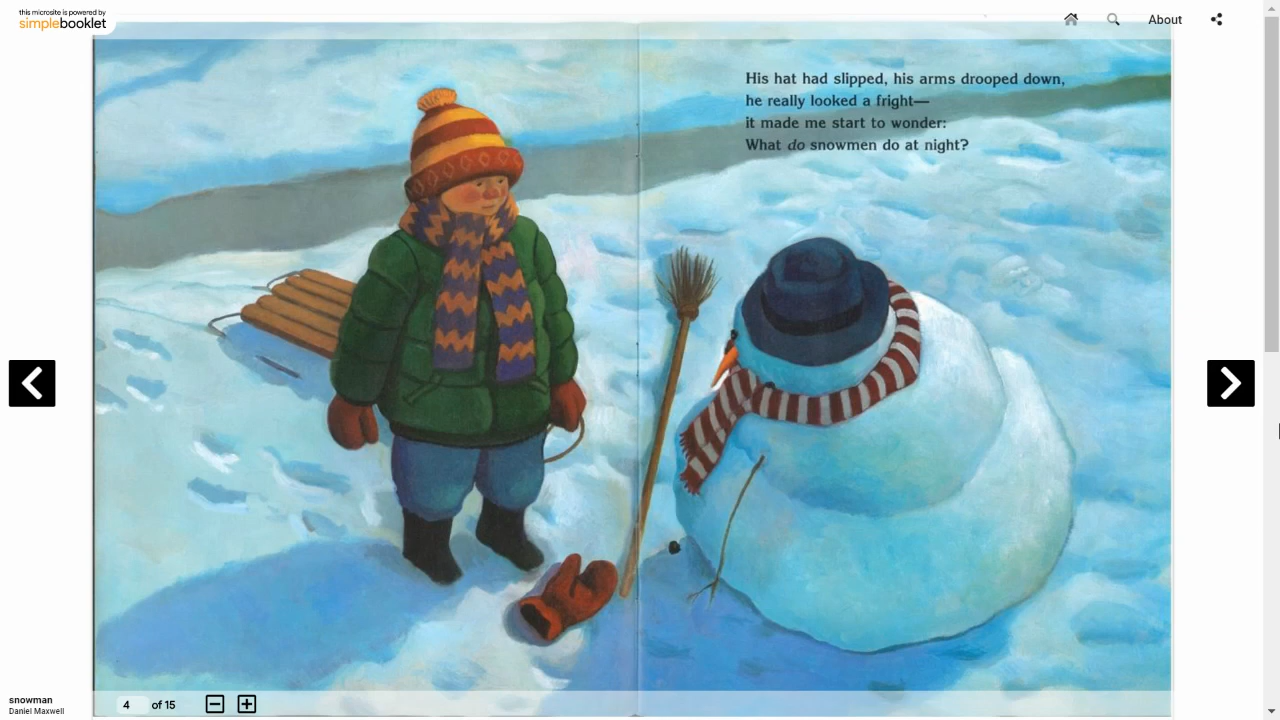 this microsite is powered by
simplebooklet
About
His hat had slipped, his arms drooped down,
he really looked a fright—
it made me start to wonder:
What do snowmen do at night?
snowman
Daniel Maxwell
4 of 15